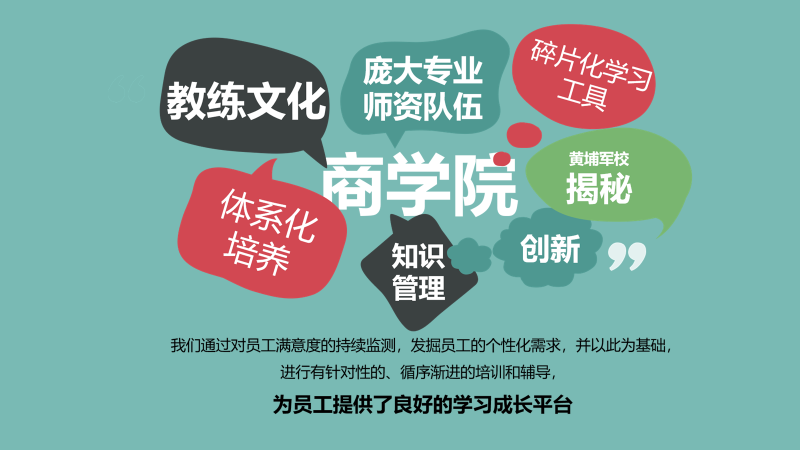 教练文化
庞大专业
师资队伍
碎片化学习
工具
商学院
黄埔军校
揭秘
体系化
培养
知识
管理
创新
”
我们通过对员工满意度的持续监测，发掘员工的个性化需求，并以此为基础，
进行有针对性的、循序渐进的培训和辅导，
为员工提供了良好的学习成长平台